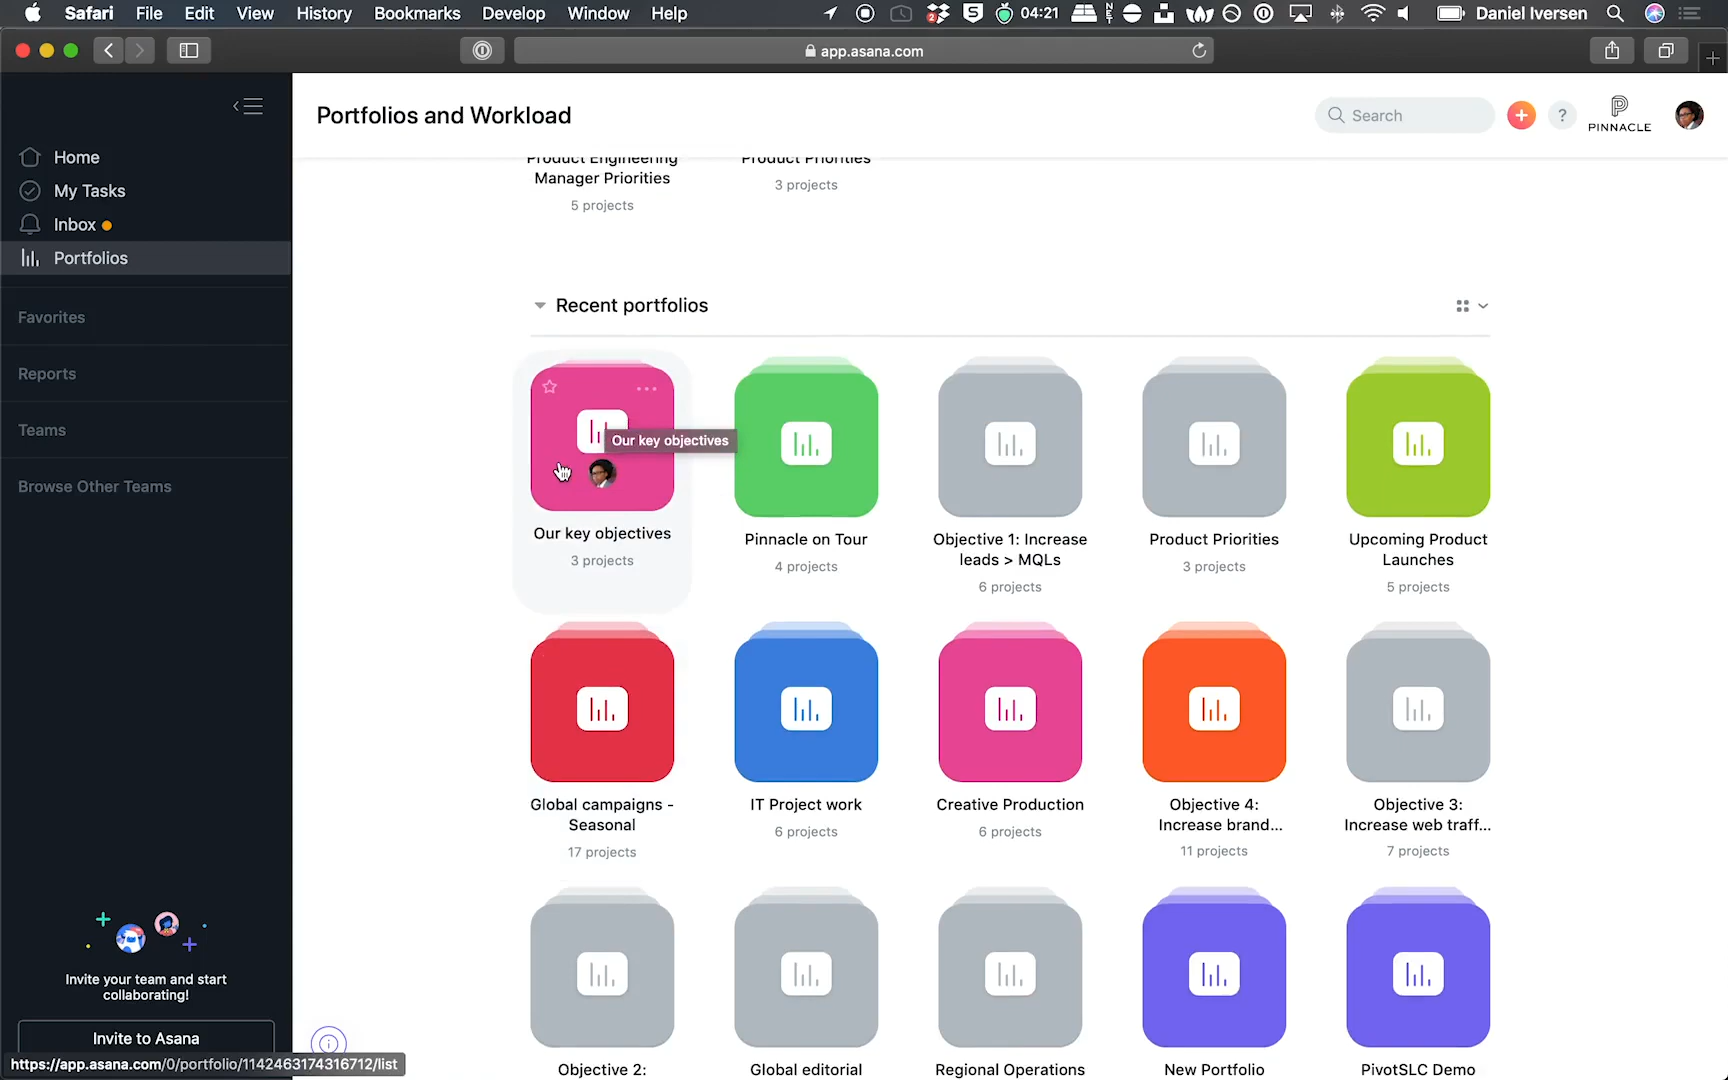 Safari File Edit View History Bookmarks Develop Window Help
2 5 04:21 Daniel Iversen
app.asana.com
Portfolios and Workload
Search
?
PINNACLE
Home
My Tasks
Inbox
Portfolios
Favorites
Reports
Teams
Browse Other Teams
Invite your team and start
collaborating!
Invite to Asana
https://app.asana.com/0/portfolio/1142463174316712/list
Product Engineering
Manager Priorities
5 projects
Product Priorities
3 projects
Recent portfolios
Our key objectives
Our key objectives
3 projects
Pinnacle on Tour
4 projects
Objective 1: Increase
leads > MQLs
6 projects
Product Priorities
3 projects
Upcoming Product
Launches
5 projects
Global campaigns -
Seasonal
17 projects
IT Project work
6 projects
Creative Production
6 projects
Objective 4:
Increase brand...
11 projects
Objective 3:
Increase web traff...
7 projects
Objective 2:
Global editorial
Regional Operations
New Portfolio
PivotSLC Demo